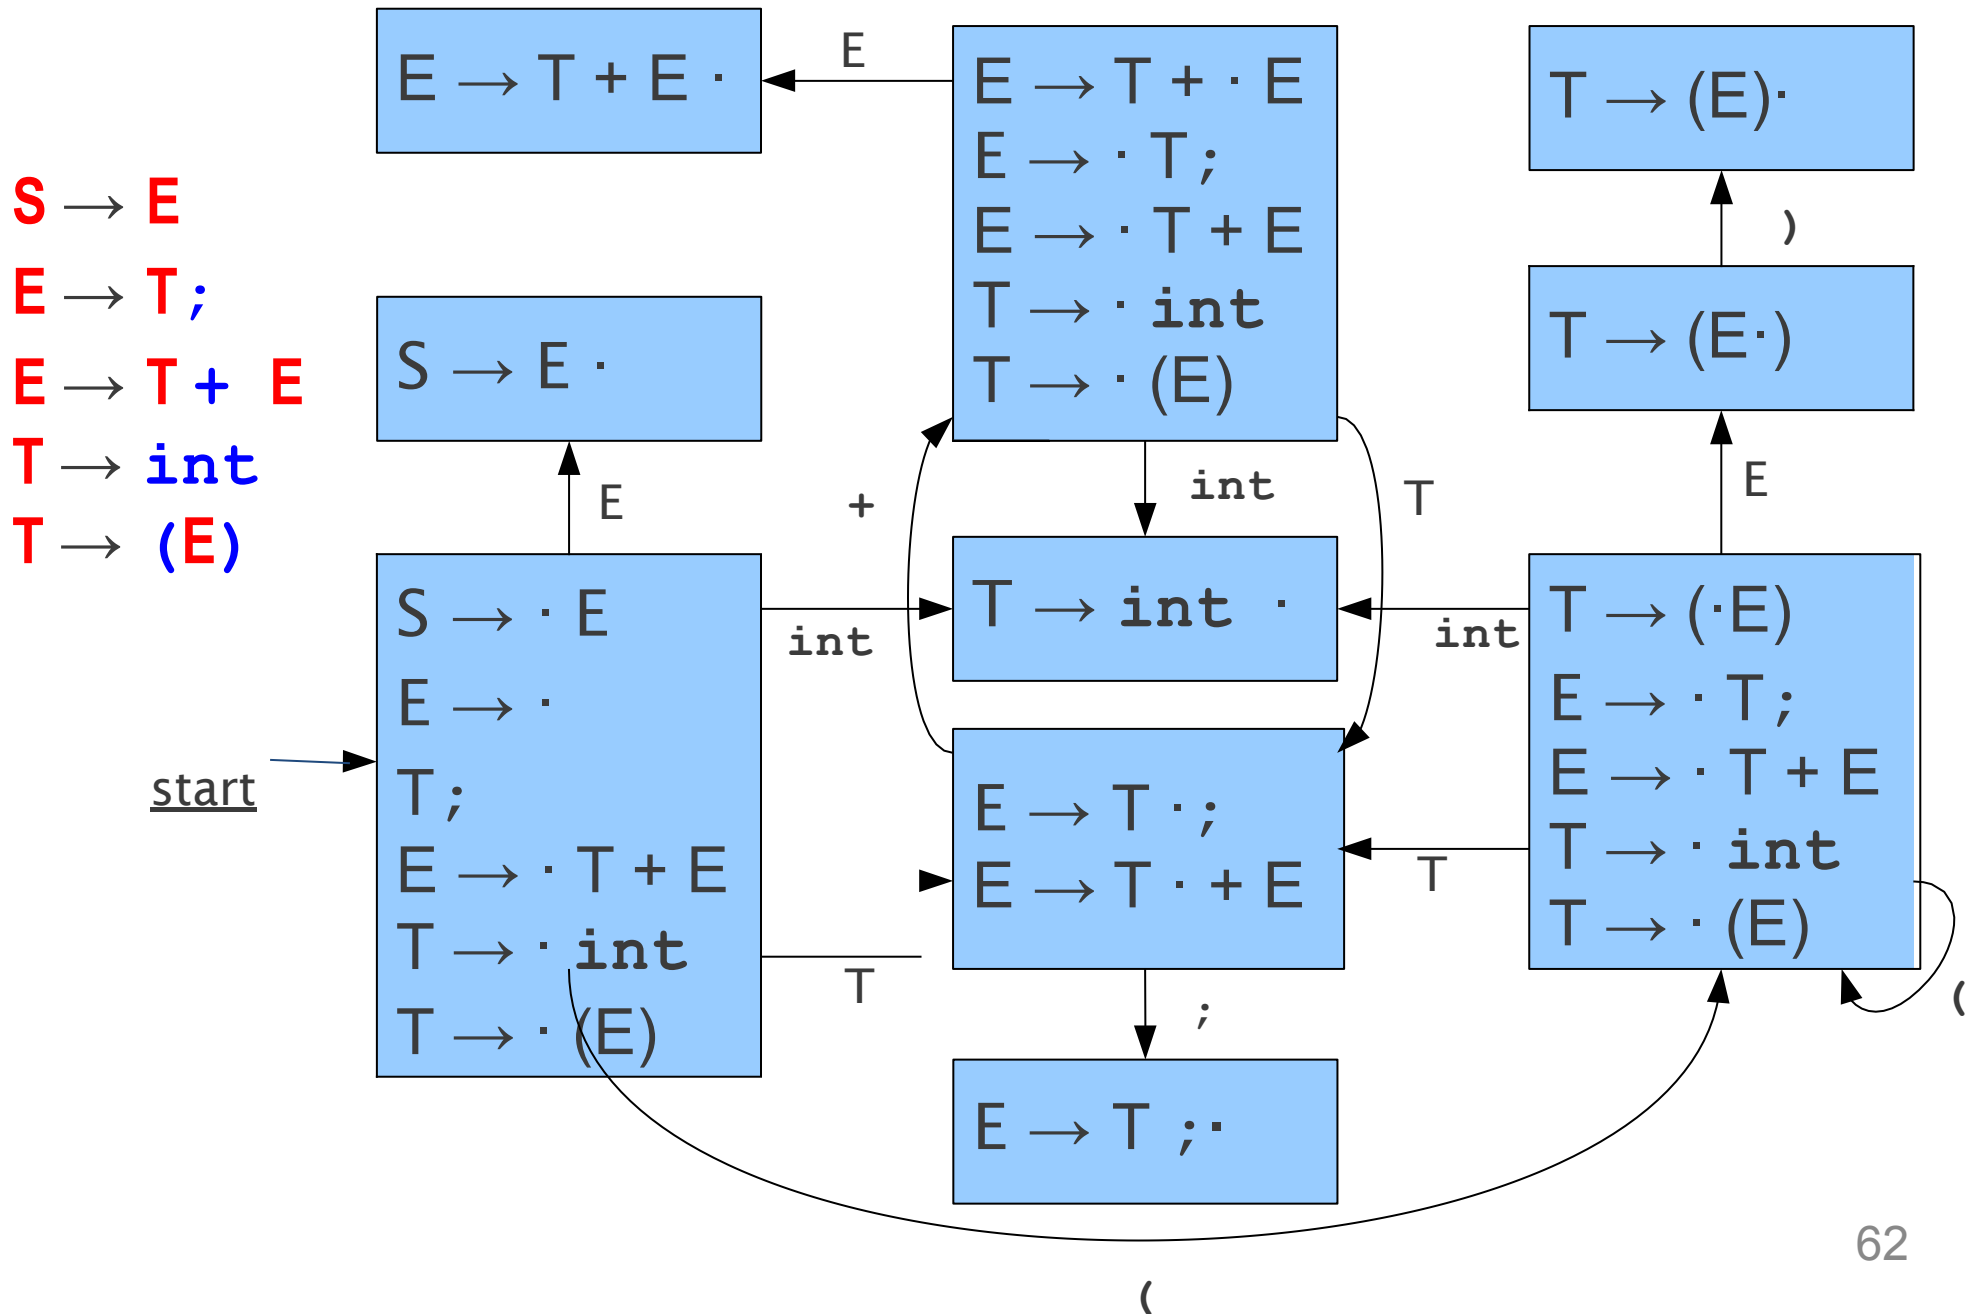 S → E
E → T;
E → T + E
T → int
T → (E)
start
E → T + E ·
E
E → T + · E
E → · T;
E → · T + E
T → · int
T → · (E)
T → (E)·
)
T → (E·)
E
S → E ·
E
+
int
T
S → · E
E → ·
T;
E → · T + E
T → · int
T → · (E)
int
T → int ·
int
T → (·E)
E → · T;
E → · T + E
T → · int
T → · (E)
T
E → T ·;
E → T · + E
T
(
;
E → T ;·
(
62